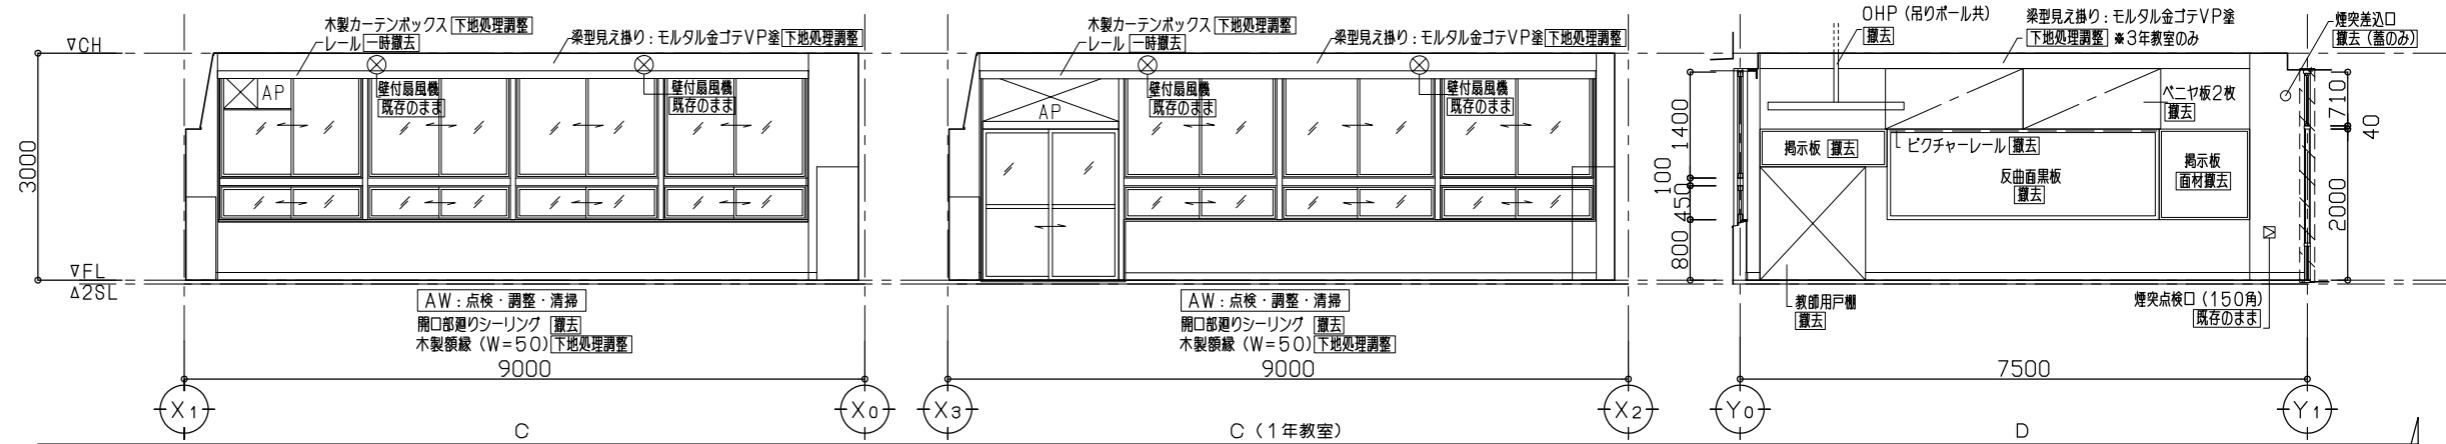 木製カーテンボックス 下地処理調整
レール 一時撤去
梁型見え掛り：モルタル金ゴテVP塗 下地処理調整
▽CH
AP
壁付扇風機
既存のまま
壁付扇風機
既存のまま
3000
▽FL
△2SL
AW：点検・調整・清掃
開口部廻りシーリング 撤去
木製額縁（W=50）下地処理調整
9000
X1
X0
C
木製カーテンボックス 下地処理調整
レール 一時撤去
梁型見え掛り：モルタル金ゴテVP塗 下地処理調整
AP
壁付扇風機
既存のまま
壁付扇風機
既存のまま
AW：点検・調整・清掃
開口部廻りシーリング 撤去
木製額縁（W=50）下地処理調整
9000
X3
X2
C（1年教室）
OHP（吊りポール共）
撤去
梁型見え掛り：モルタル金ゴテVP塗
下地処理調整 ※3年教室のみ
煙突差込口
撤去（蓋のみ）
ベニヤ板2枚
撤去
1400
100
450
800
710
40
2000
掲示板 撤去
ピクチャーレール 撤去
反曲面黒板
撤去
掲示板
面材撤去
教師用戸棚
撤去
煙突点検口（150角）
既存のまま
7500
Y0
Y1
D